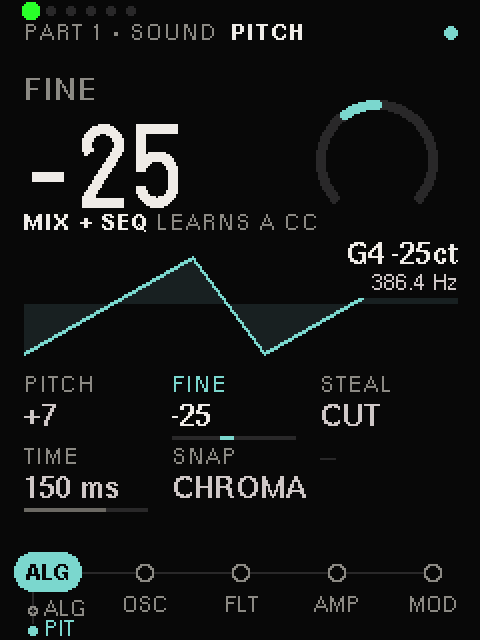 PART 1 · SOUND PITCH
FINE
-25
MIX + SEQ LEARNS A CC
G4 -25ct
386.4 Hz
PITCH FINE STEAL
+7 -25 CUT
TIME SNAP —
150 ms CHROMA
ALG
ALG OSC FLT AMP MOD
PIT